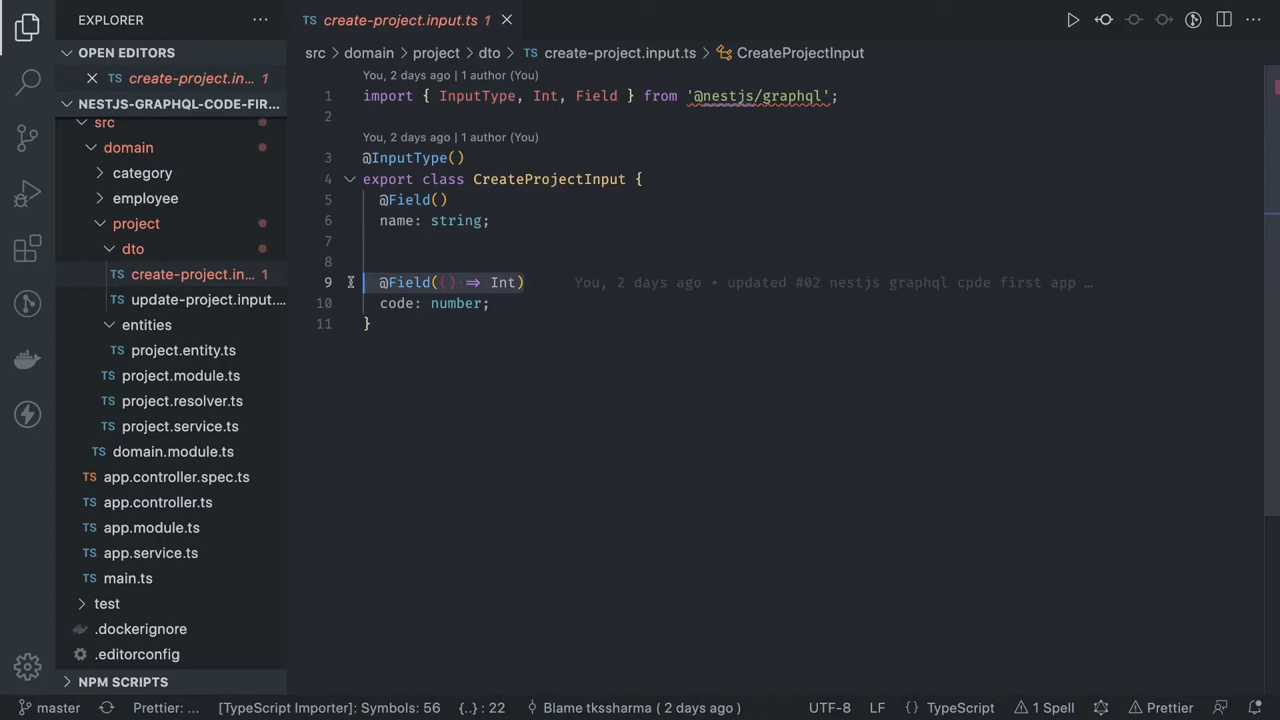 EXPLORER
create-project.input.ts 1
OPEN EDITORS
TS create-project.in... 1
NESTJS-GRAPHQL-CODE-FIR...
src
domain
category
employee
project
dto
TS create-project.in... 1
TS update-project.input....
entities
TS project.entity.ts
TS project.module.ts
TS project.resolver.ts
TS project.service.ts
TS domain.module.ts
TS app.controller.spec.ts
TS app.controller.ts
TS app.module.ts
TS app.service.ts
TS main.ts
test
.dockerignore
.editorconfig
NPM SCRIPTS
TS create-project.input.ts 1
src > domain > project > dto > TS create-project.input.ts > CreateProjectInput
You, 2 days ago | 1 author (You)
1 import { InputType, Int, Field } from '@nestjs/graphql';
2
You, 2 days ago | 1 author (You)
3 @InputType()
4 export class CreateProjectInput {
5 @Field()
6 name: string;
7
8
9 @Field(() => Int) You, 2 days ago • updated #02 nestjs graphql cpde first app …
10 code: number;
11 }
master Prettier: ... [TypeScript Importer]: Symbols: 56 {..} : 22 Blame tkssharma ( 2 days ago ) UTF-8 LF { } TypeScript 1 Spell Prettier